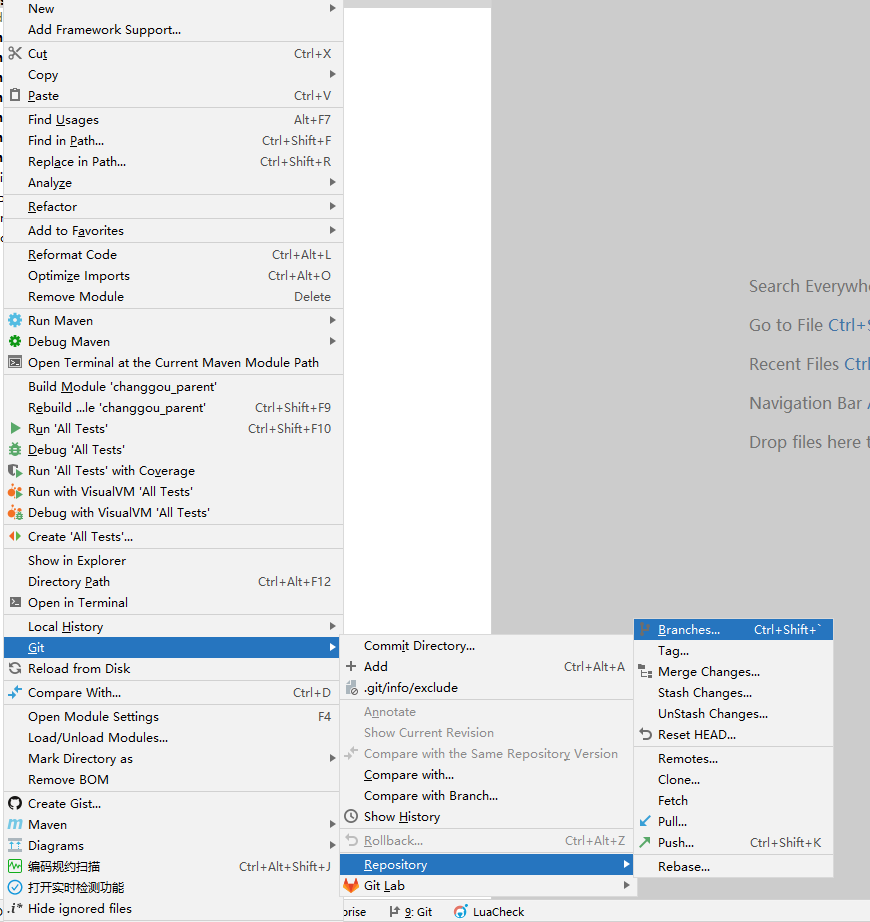 New
Add Framework Support...
Cut Ctrl+X
Copy
Paste Ctrl+V
Find Usages Alt+F7
Find in Path... Ctrl+Shift+F
Replace in Path... Ctrl+Shift+R
Analyze
Refactor
Add to Favorites
Reformat Code Ctrl+Alt+L
Optimize Imports Ctrl+Alt+O
Remove Module Delete
Run Maven
Debug Maven
Open Terminal at the Current Maven Module Path
Build Module 'changgou_parent'
Rebuild ...le 'changgou_parent' Ctrl+Shift+F9
Run 'All Tests' Ctrl+Shift+F10
Debug 'All Tests'
Run 'All Tests' with Coverage
Run with VisualVM 'All Tests'
Debug with VisualVM 'All Tests'
Create 'All Tests'...
Show in Explorer
Directory Path Ctrl+Alt+F12
Open in Terminal
Local History
Git
Reload from Disk
Compare With... Ctrl+D
Open Module Settings F4
Load/Unload Modules...
Mark Directory as
Remove BOM
Create Gist...
Maven
Diagrams
编码规约扫描 Ctrl+Alt+Shift+J
打开实时检测功能
.i* Hide ignored files
Commit Directory...
Add Ctrl+Alt+A
.git/info/exclude
Annotate
Show Current Revision
Compare with the Same Repository Version
Compare with...
Compare with Branch...
Show History
Rollback... Ctrl+Alt+Z
Repository
Git Lab
Branches... Ctrl+Shift+`
Tag...
Merge Changes...
Stash Changes...
UnStash Changes...
Reset HEAD...
Remotes...
Clone...
Fetch
Pull...
Push... Ctrl+Shift+K
Rebase...
Search Everywh
Go to File Ctrl+S
Recent Files Ctrl
Navigation Bar A
Drop files here t
prise 9: Git LuaCheck